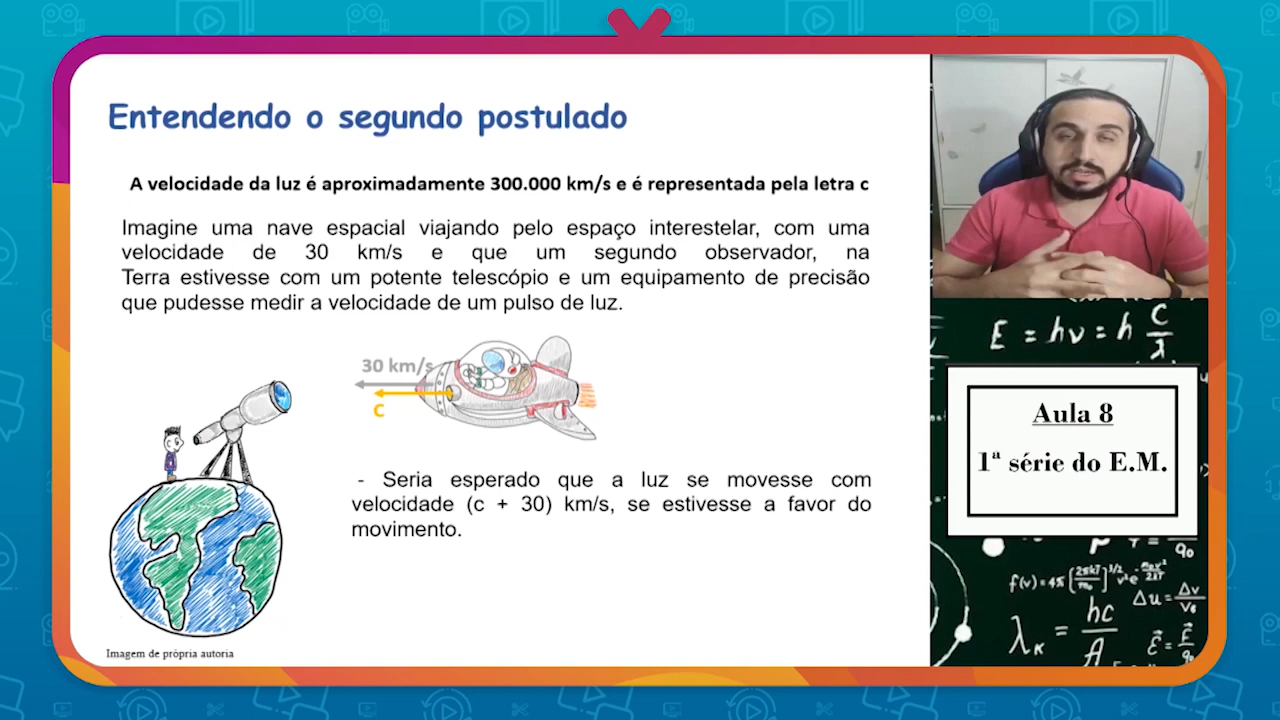 Entendendo o segundo postulado
A velocidade da luz é aproximadamente 300.000 km/s e é representada pela letra c
Imagine uma nave espacial viajando pelo espaço interestelar, com uma
velocidade de 30 km/s e que um segundo observador, na
Terra estivesse com um potente telescópio e um equipamento de precisão
que pudesse medir a velocidade de um pulso de luz.
30 km/s
C
- Seria esperado que a luz se movesse com
velocidade (c + 30) km/s, se estivesse a favor do
movimento.
Imagem de própria autoria
E = hν = h C/λ
Aula 8
1ª série do E.M.